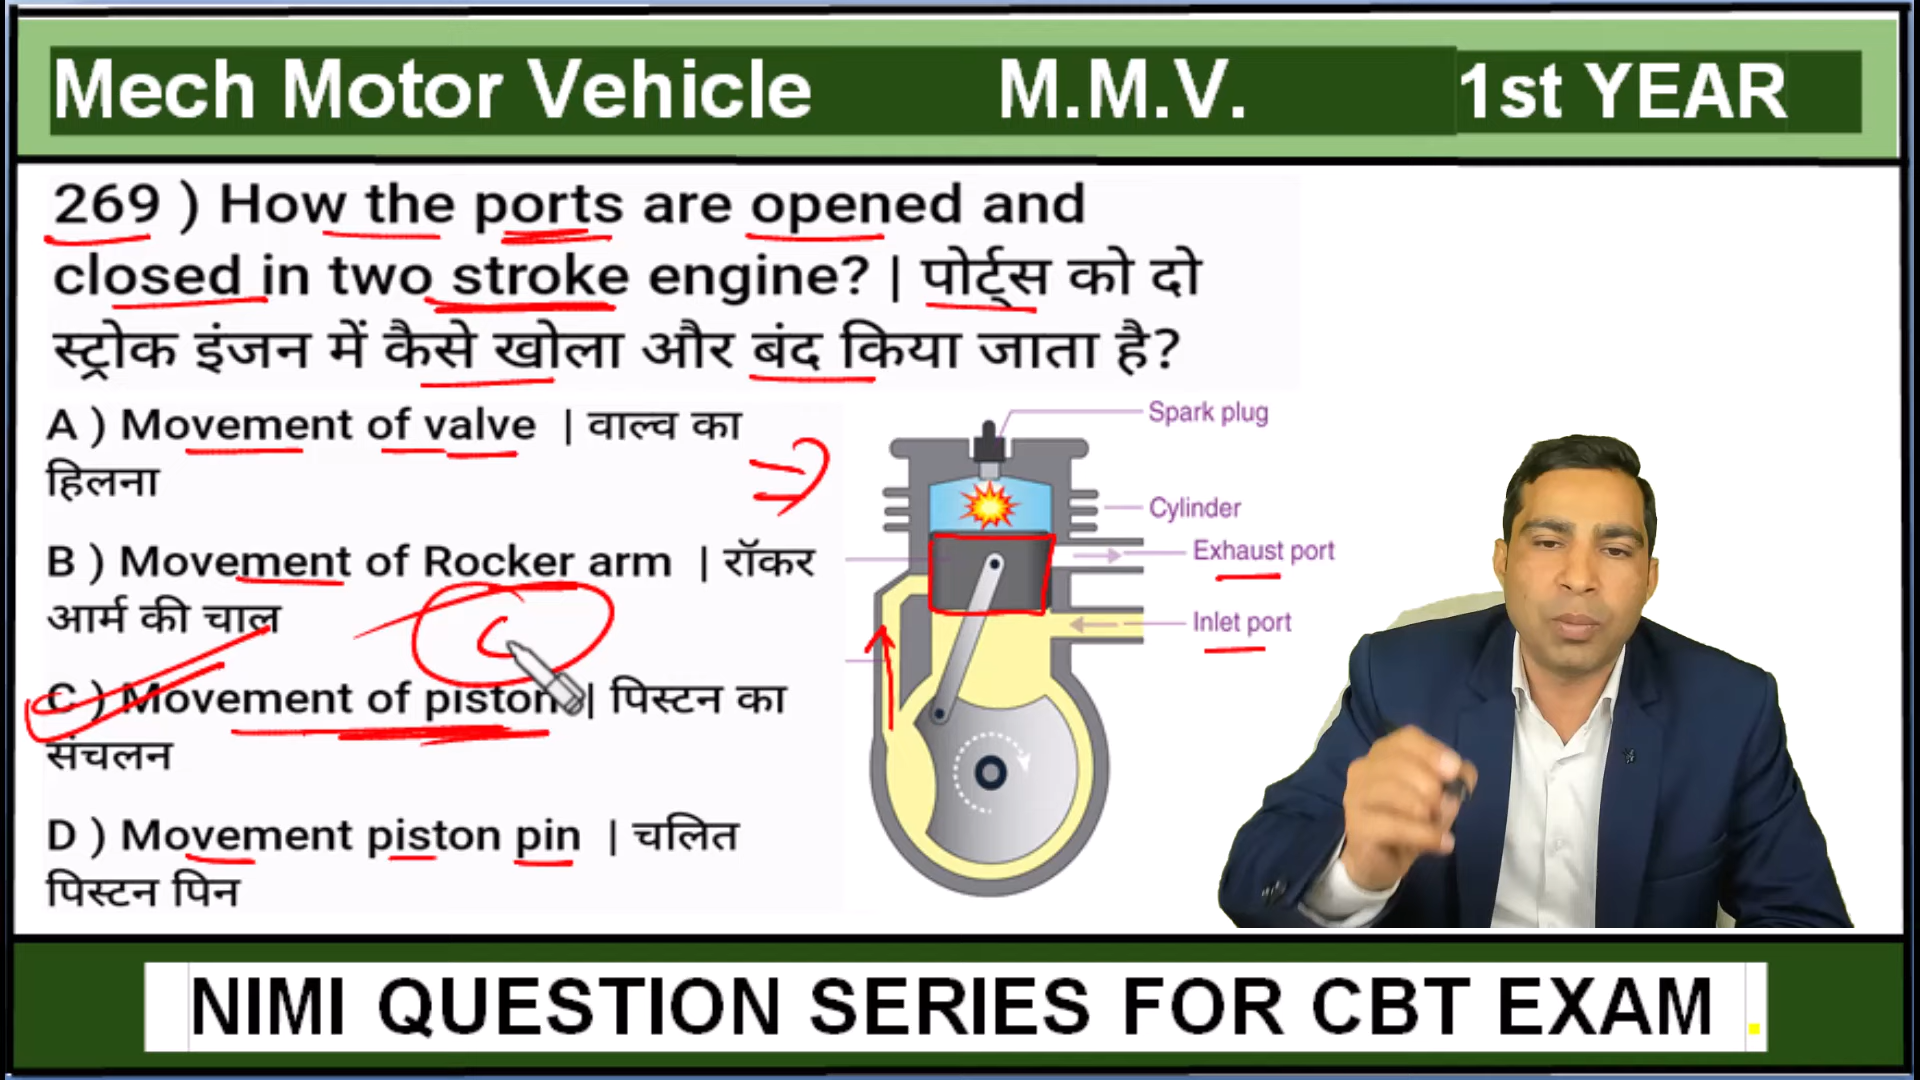 Mech Motor Vehicle M.M.V. 1st YEAR
269 ) How the ports are opened and
closed in two stroke engine? | पोर्ट्स को दो
स्ट्रोक इंजन में कैसे खोला और बंद किया जाता है?
A ) Movement of valve | वाल्व का
हिलना
B ) Movement of Rocker arm | रॉकर
आर्म की चाल
C ) Movement of piston | पिस्टन का
संचलन
D ) Movement piston pin | चलित
पिस्टन पिन
Spark plug
Cylinder
Exhaust port
Inlet port
C
NIMI QUESTION SERIES FOR CBT EXAM .